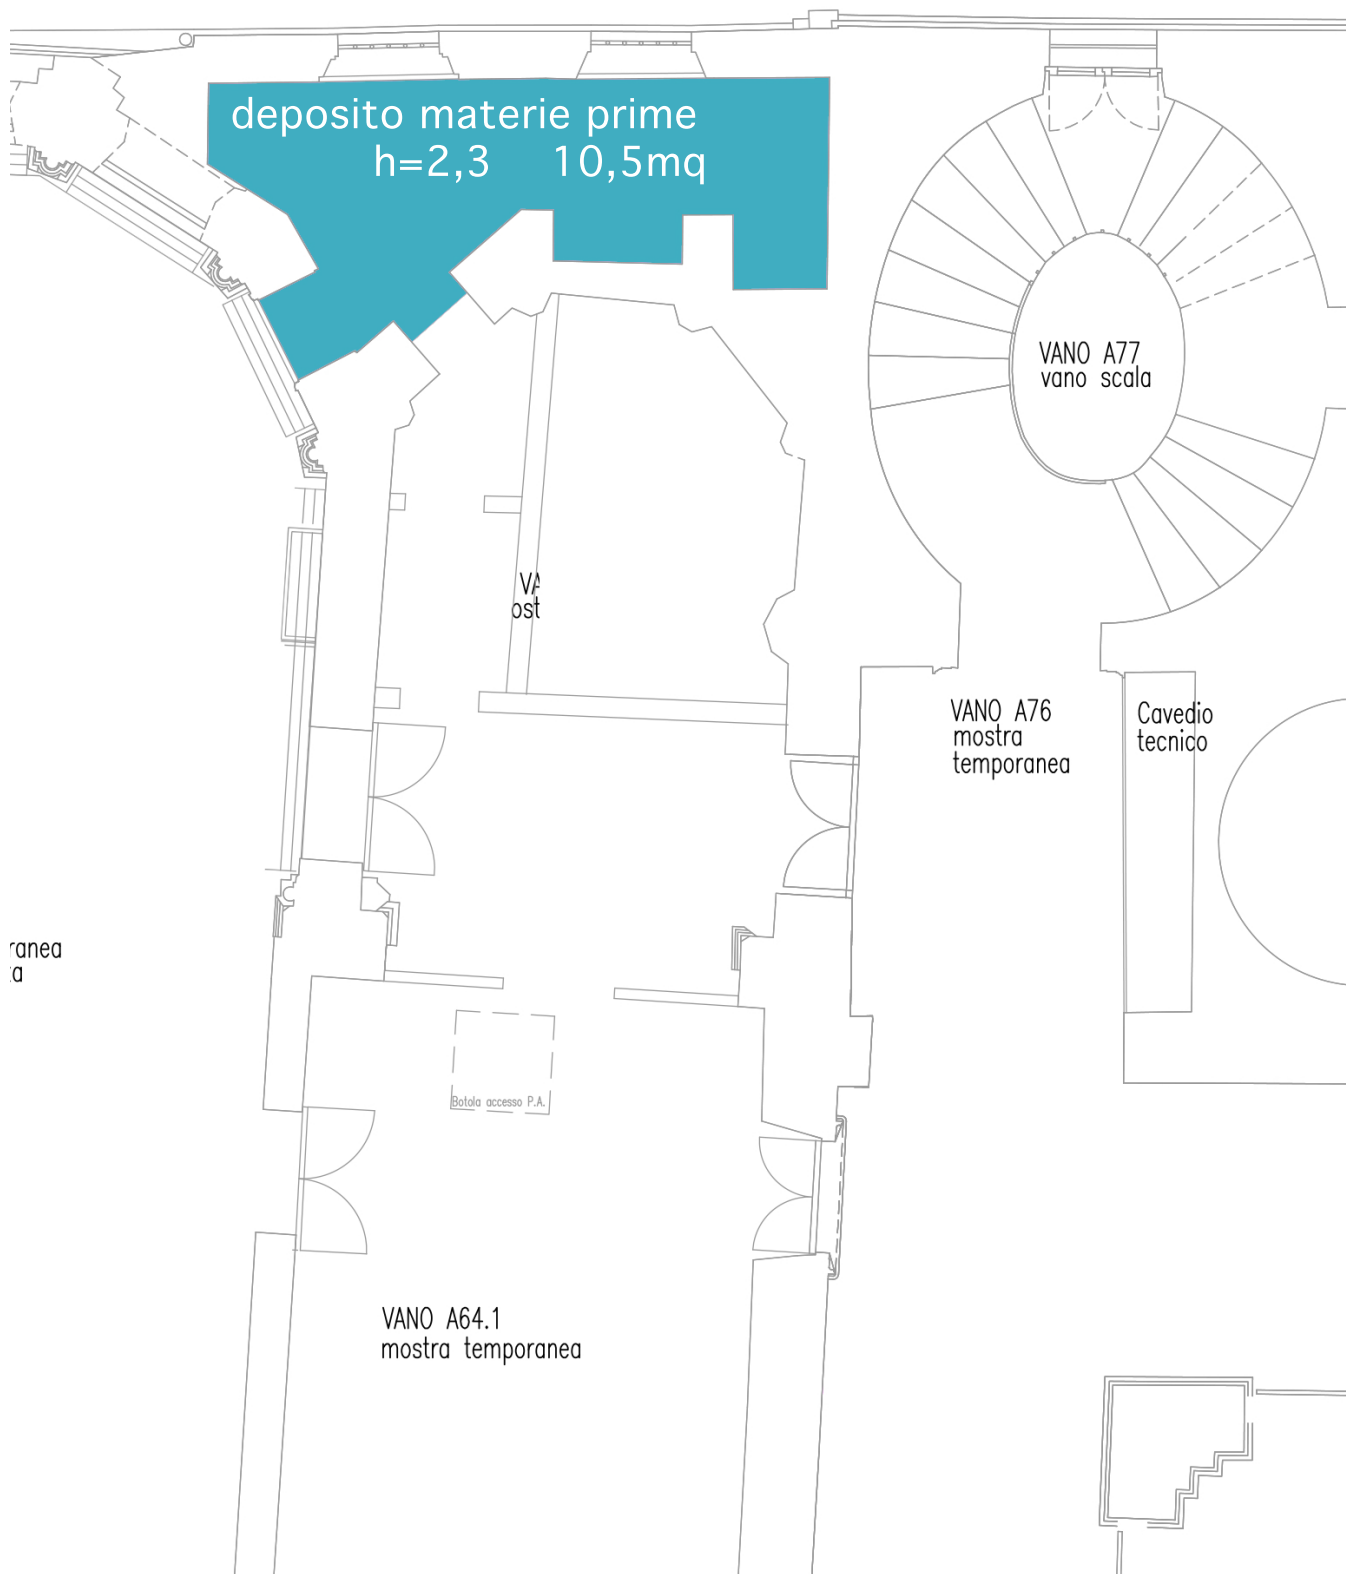 deposito materie prime
h=2,3 10,5mq
VANO A77
vano scala
VANO A76
mostra
temporanea
Cavedio
tecnico
Botola accesso P.A.
VANO A64.1
mostra temporanea